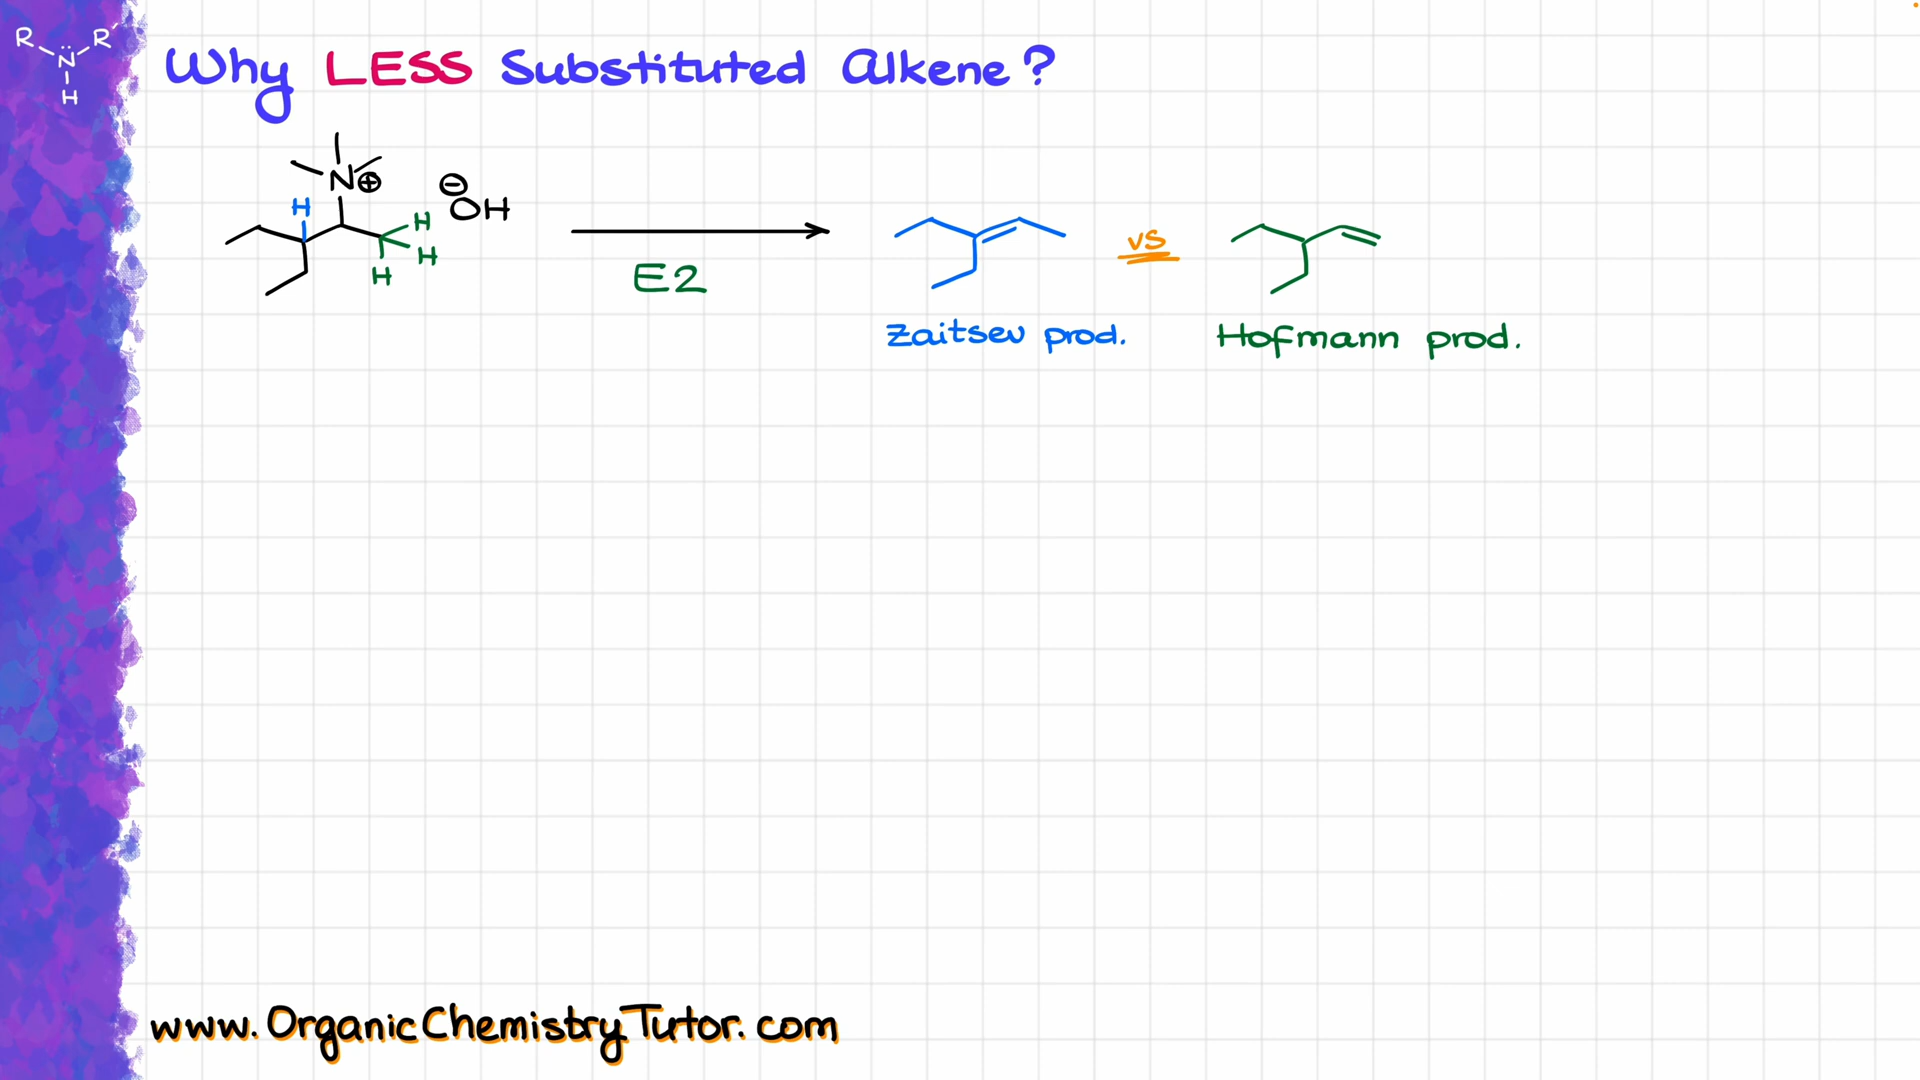 R R'
N
H
Why LESS Substituted Alkene?
N⊕
H H ⊖OH
H
H
E2
vs
Zaitsev prod. Hofmann prod.
www.OrganicChemistryTutor.com